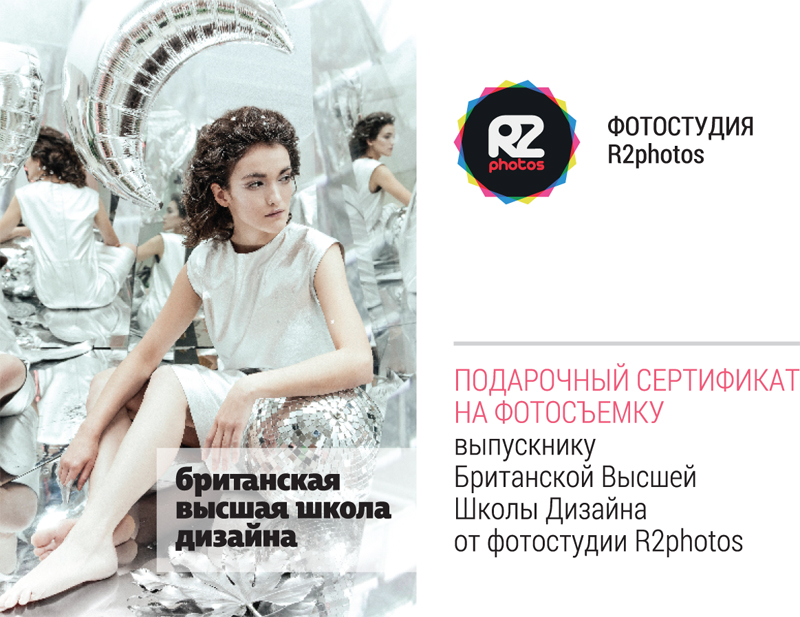 британская
высшая школа
дизайна
R2
photos
ФОТОСТУДИЯ
R2photos
ПОДАРОЧНЫЙ СЕРТИФИКАТ
НА ФОТОСЪЕМКУ
выпускнику
Британской Высшей
Школы Дизайна
от фотостудии R2photos